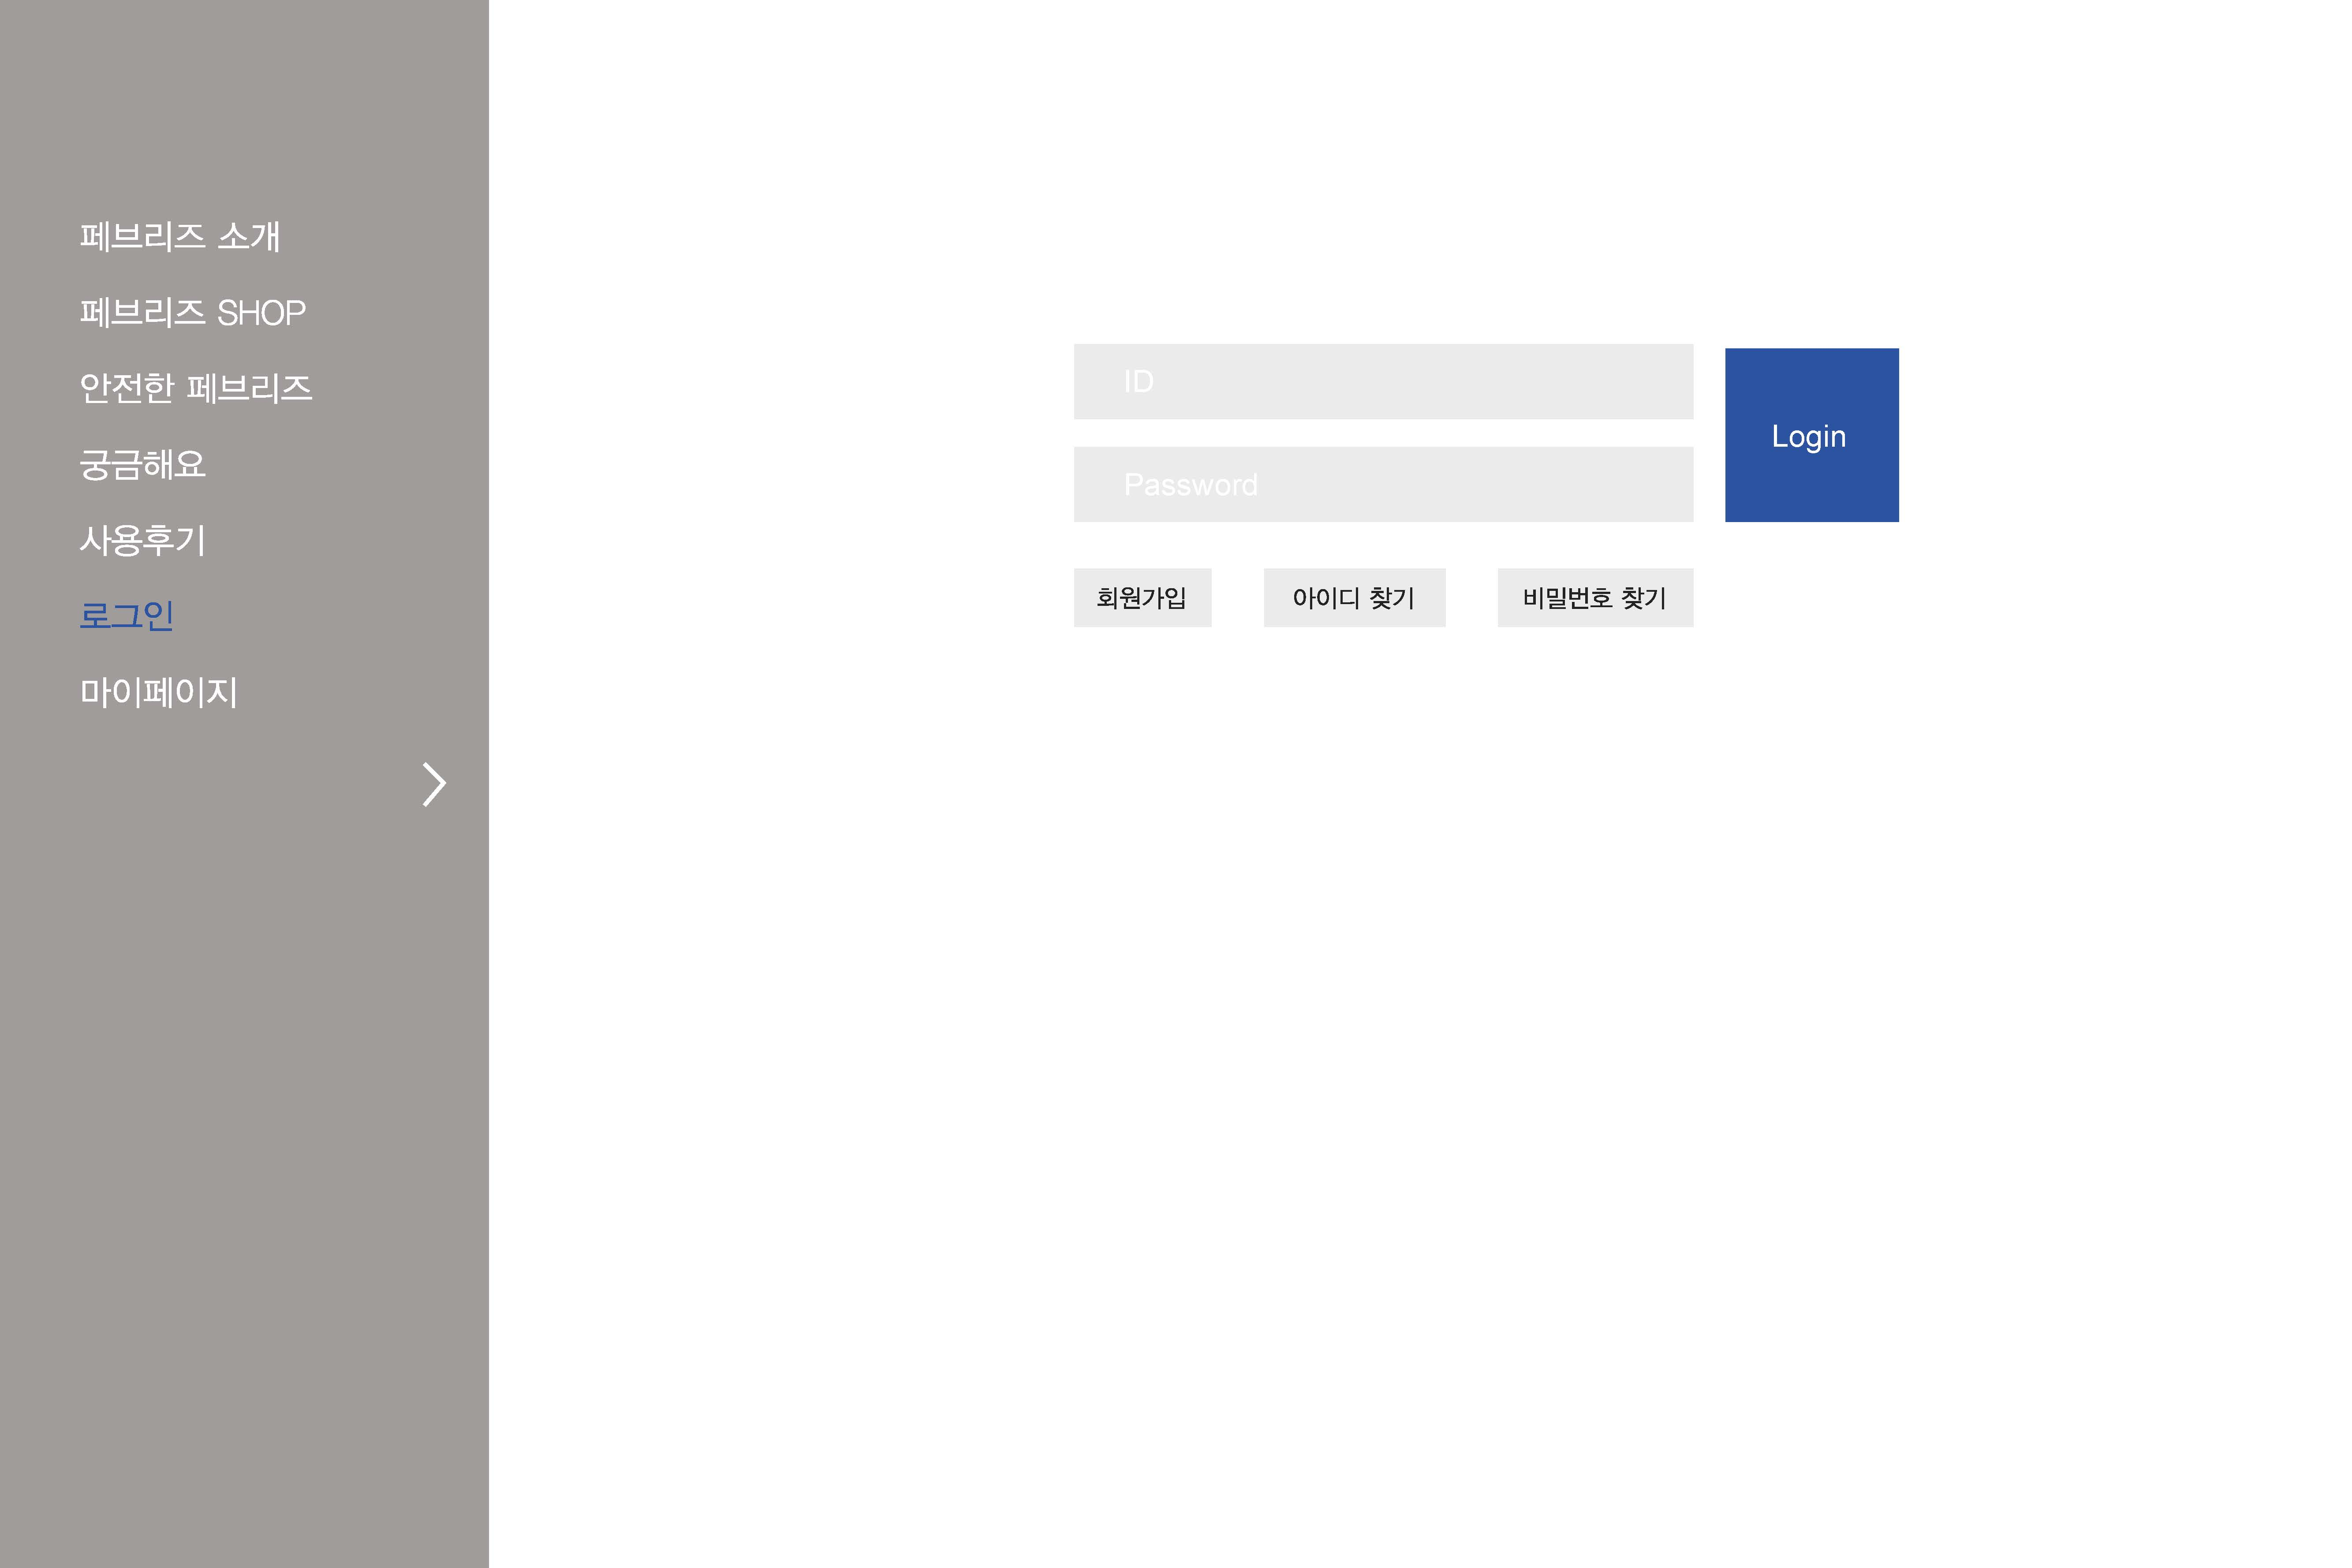 페브리즈 소개
페브리즈 SHOP
안전한 페브리즈
궁금해요
사용후기
로그인
마이페이지
ID
Password
Login
회원가입
아이디 찾기
비밀번호 찾기